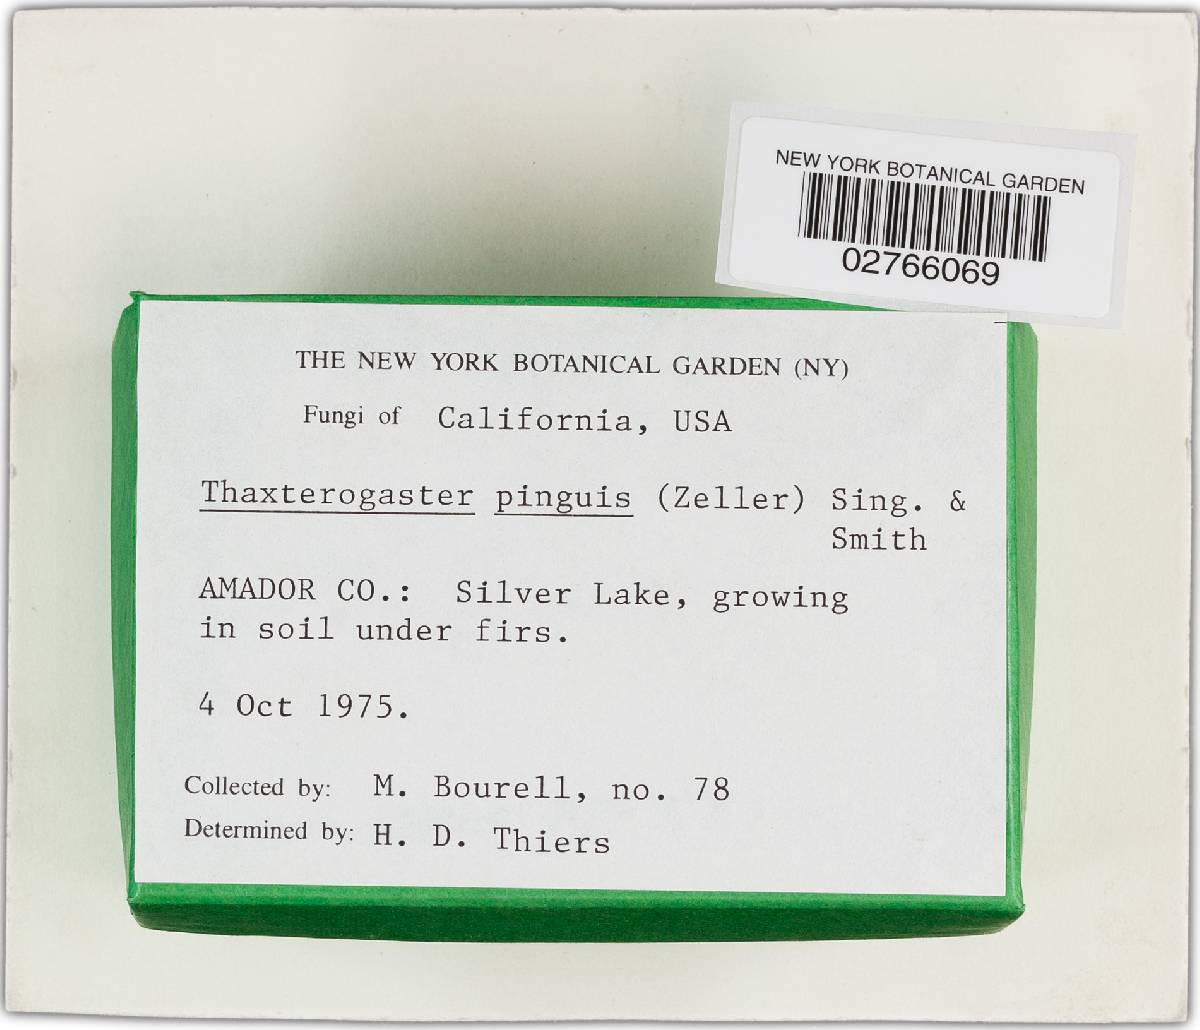 NEW YORK BOTANICAL GARDEN
02766069
THE NEW YORK BOTANICAL GARDEN (NY)
Fungi of California, USA
Thaxterogaster pinguis (Zeller) Sing. &
Smith
AMADOR CO.: Silver Lake, growing
in soil under firs.
4 Oct 1975.
Collected by: M. Bourell, no. 78
Determined by: H. D. Thiers